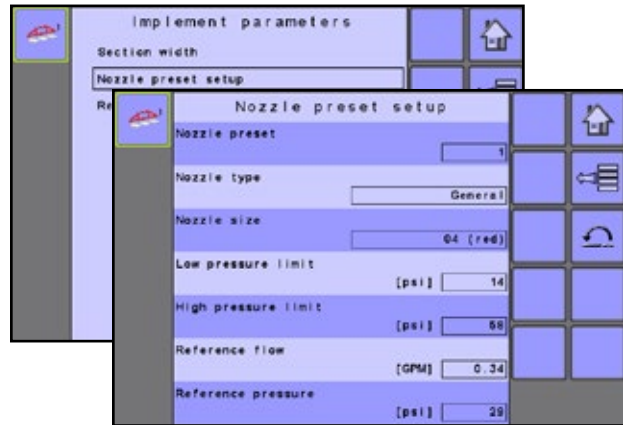 Implement parameters
Section width
Nozzle preset setup
Re
Nozzle preset setup
Nozzle preset
1
Nozzle type
General
Nozzle size
04 (red)
Low pressure limit
[psi] 14
High pressure limit
[psi] 58
Reference flow
[GPM] 0.34
Reference pressure
[psi] 29